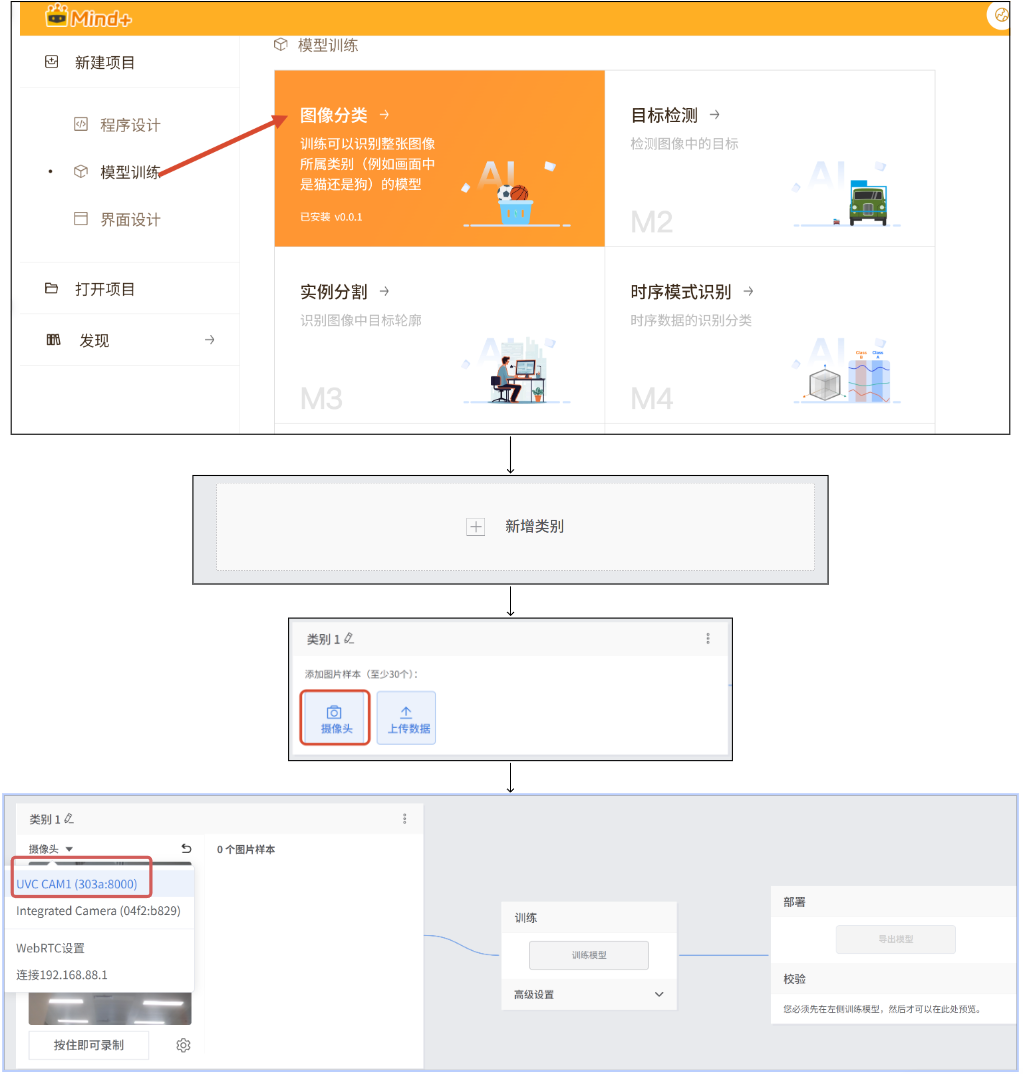 Mind+
新建项目
程序设计
模型训练
界面设计
打开项目
发现
模型训练
图像分类
训练可以识别整张图像
所属类别（例如画面中
是猫还是狗）的模型
已安装 v0.0.1
AI
目标检测
检测图像中的目标
M2
AI
实例分割
识别图像中目标轮廓
M3
AI
时序模式识别
时序数据的识别分类
M4
AI
Class B
Class A
新增类别
类别 1
添加图片样本（至少30个）：
摄像头
上传数据
类别 1
摄像头
0 个图片样本
UVC CAM1 (303a:8000)
Integrated Camera (04f2:b829)
WebRTC设置
连接192.168.88.1
按住即可录制
训练
训练模型
高级设置
部署
导出模型
校验
您必须先在左侧训练模型，然后才可以在此处预览。